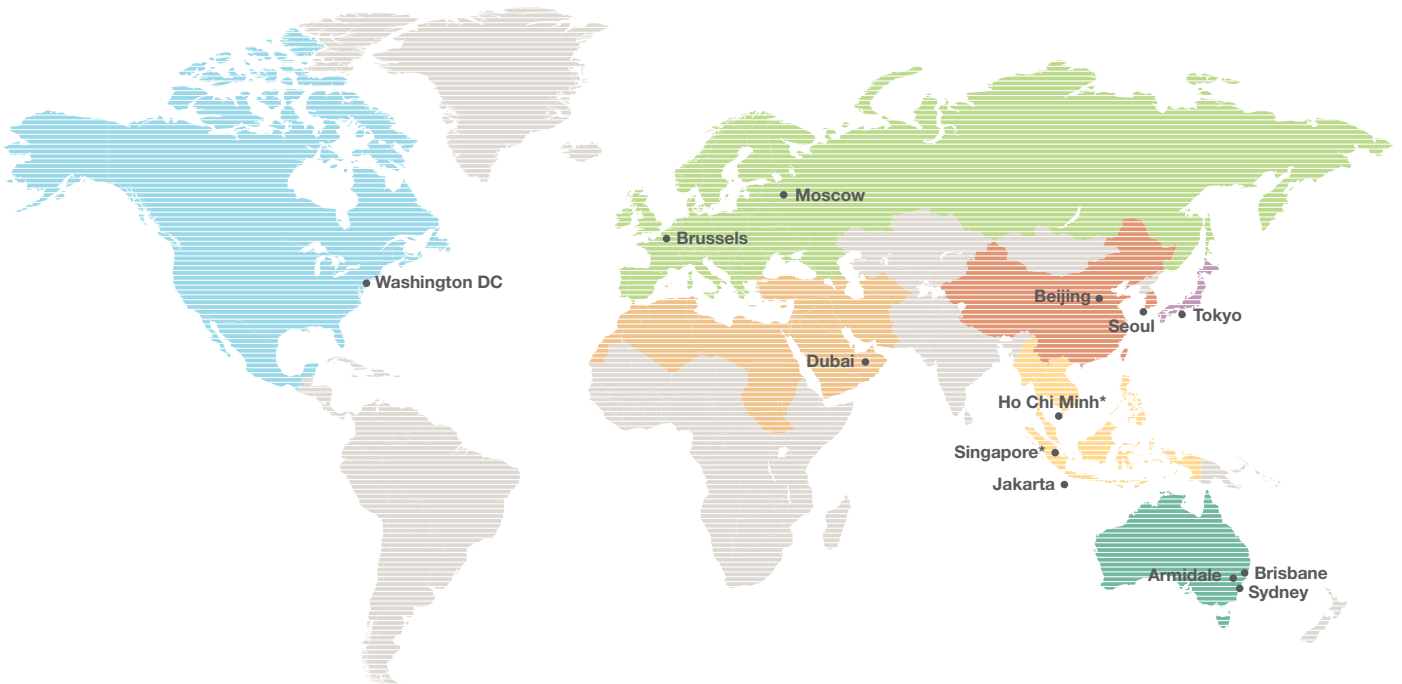 Moscow
Brussels
Washington DC
Beijing
Seoul
Tokyo
Dubai
Ho Chi Minh*
Singapore*
Jakarta
Armidale
Brisbane
Sydney